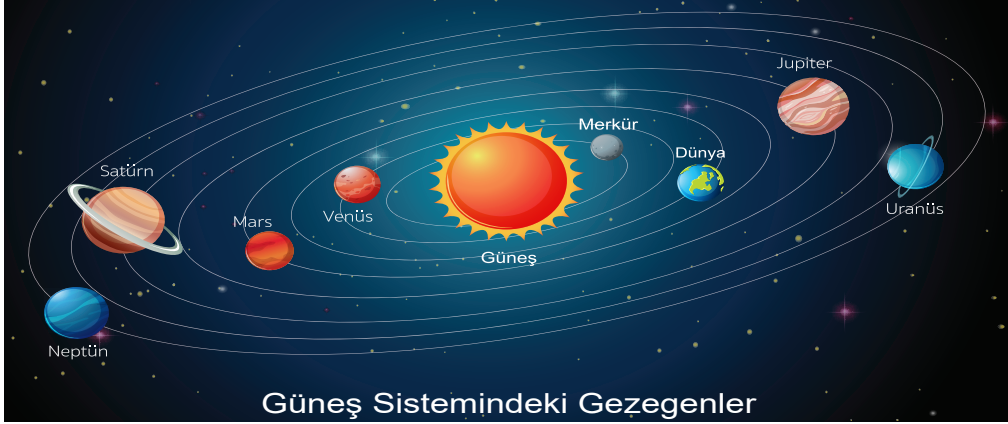 Jupiter
Merkür
Dünya
Satürn
Uranüs
Venüs
Mars
Güneş
Neptün
Güneş Sistemindeki Gezegenler